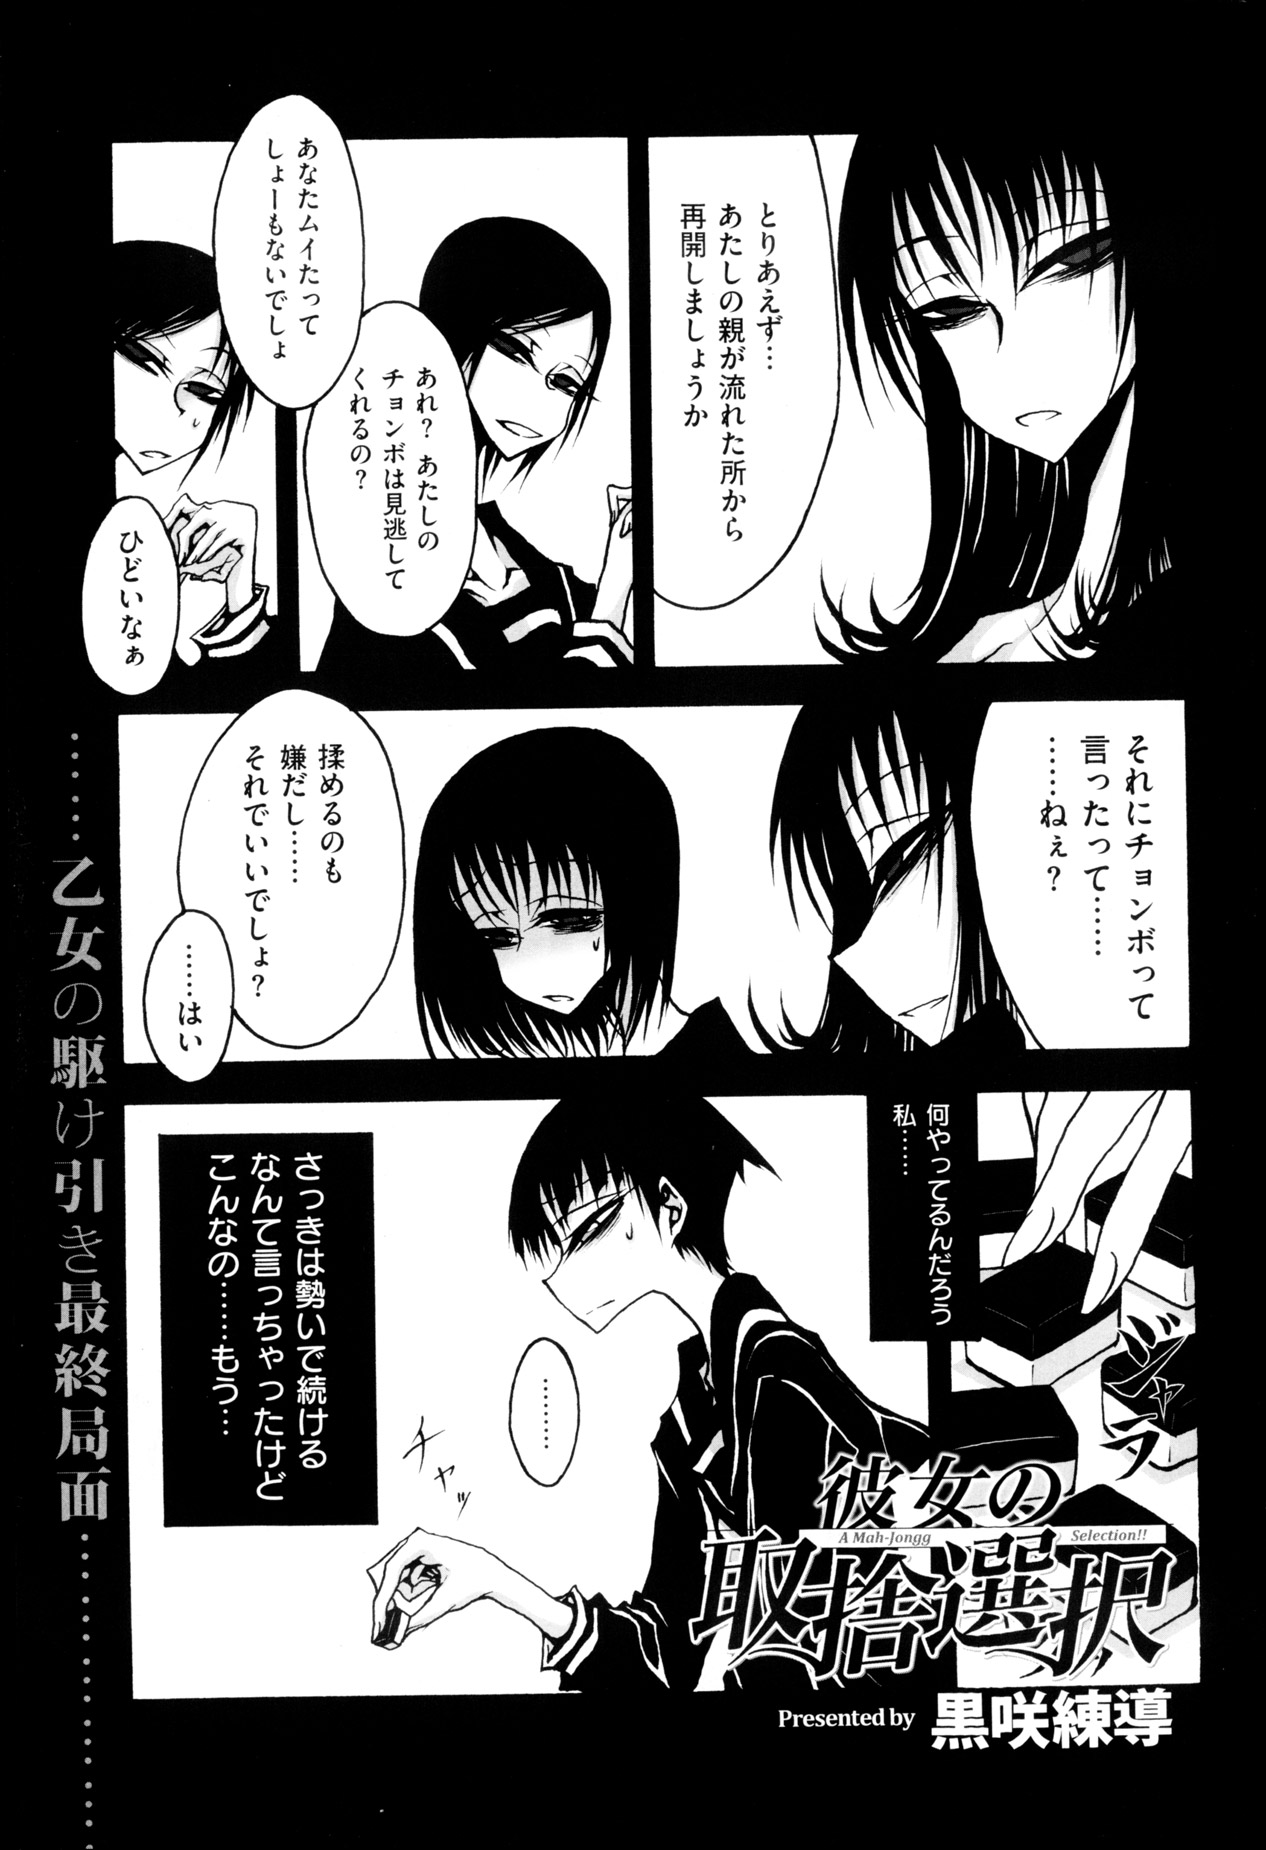 とりあえず…
あたしの親が流れた所から
再開しましょうか
あれ？あたしの
チョンボは見逃して
くれるの？
あなたムイたって
しょーもないでしょ
ひどいなぁ
それにチョンボって
言ったって……
……ねぇ？
揉めるのも
嫌だし……
それでいいでしょ？
……はい
何やってるんだろう
私……
ジャラ
………
チャッ
さっきは勢いで続ける
なんて言っちゃったけど
こんなの……もう…
彼女の
A Mah-Jongg Selection!!
取捨選択
Presented by 黒咲練導
……乙女の駆け引き最終局面……………